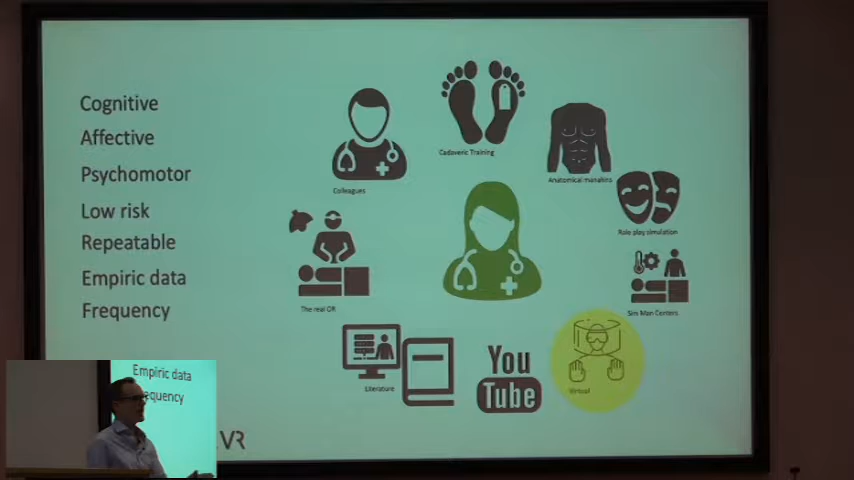 Cognitive
Affective
Psychomotor
Low risk
Repeatable
Empiric data
Frequency
Colleagues
Cadaveric Training
Anatomical manakins
Role play simulation
Sim Man Centers
The real OR
Literature
You
Tube
Virtual
VR
Empiric data
equency